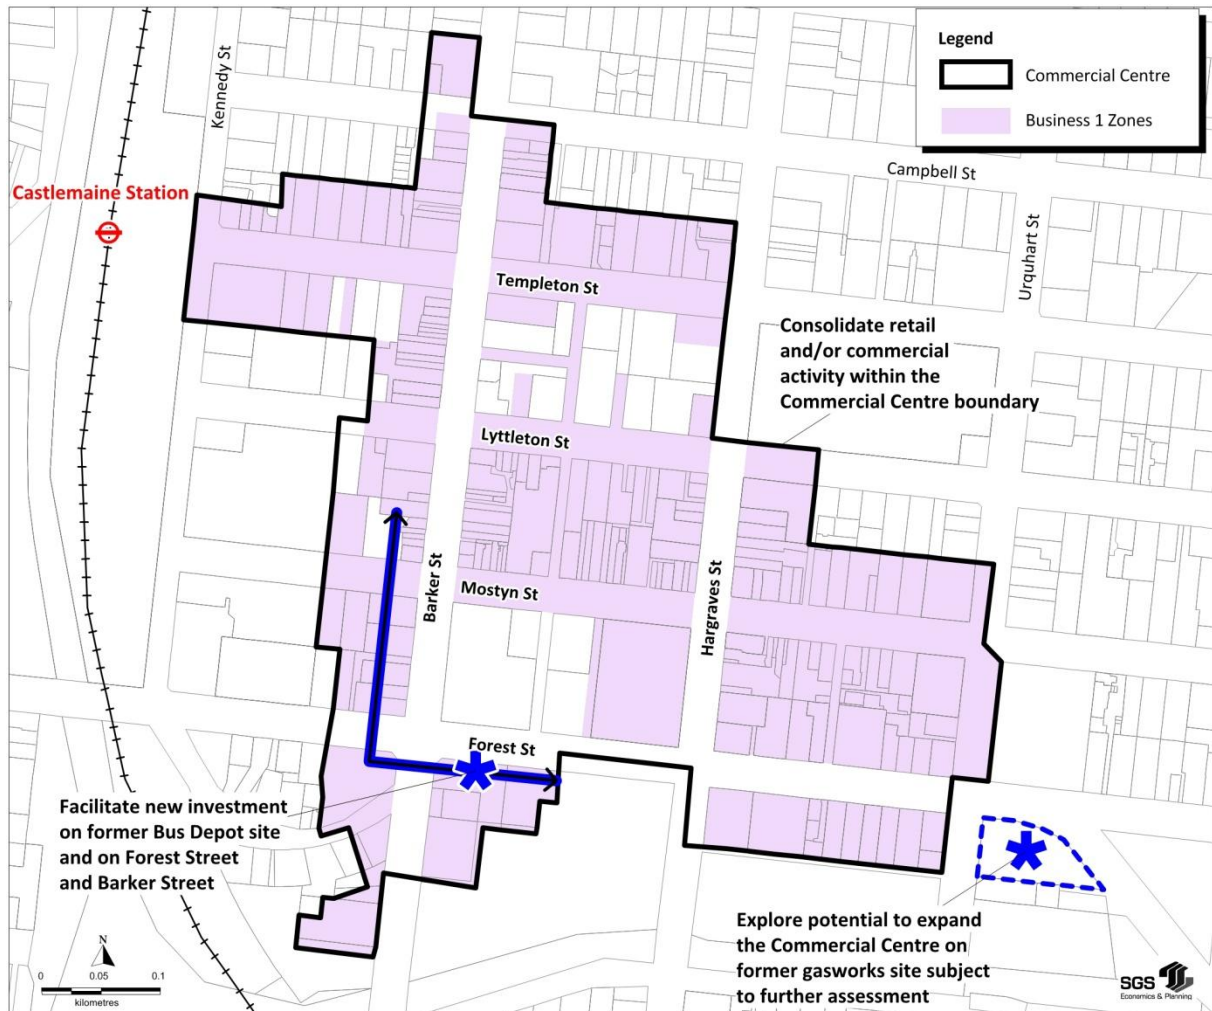 Legend
Commercial Centre
Business 1 Zones
Kennedy St
Campbell St
Castlemaine Station
Urquhart St
Templeton St
Consolidate retail
and/or commercial
activity within the
Commercial Centre boundary
Lyttleton St
Barker St
Mostyn St
Hargraves St
Forest St
Facilitate new investment
on former Bus Depot site
and on Forest Street
and Barker Street
Explore potential to expand
the Commercial Centre on
former gasworks site subject
to further assessment
N
0 0.05 0.1
kilometres
SGS
Economics & Planning